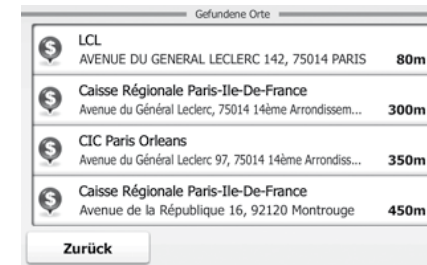 Gefundene Orte
LCL
AVENUE DU GENERAL LECLERC 142, 75014 PARIS 80m
Caisse Régionale Paris-Ile-De-France
Avenue du Général Leclerc, 75014 14ème Arrondissem... 300m
CIC Paris Orleans
Avenue du Général Leclerc 97, 75014 14ème Arrondiss... 350m
Caisse Régionale Paris-Ile-De-France
Avenue de la République 16, 92120 Montrouge 450m
Zurück